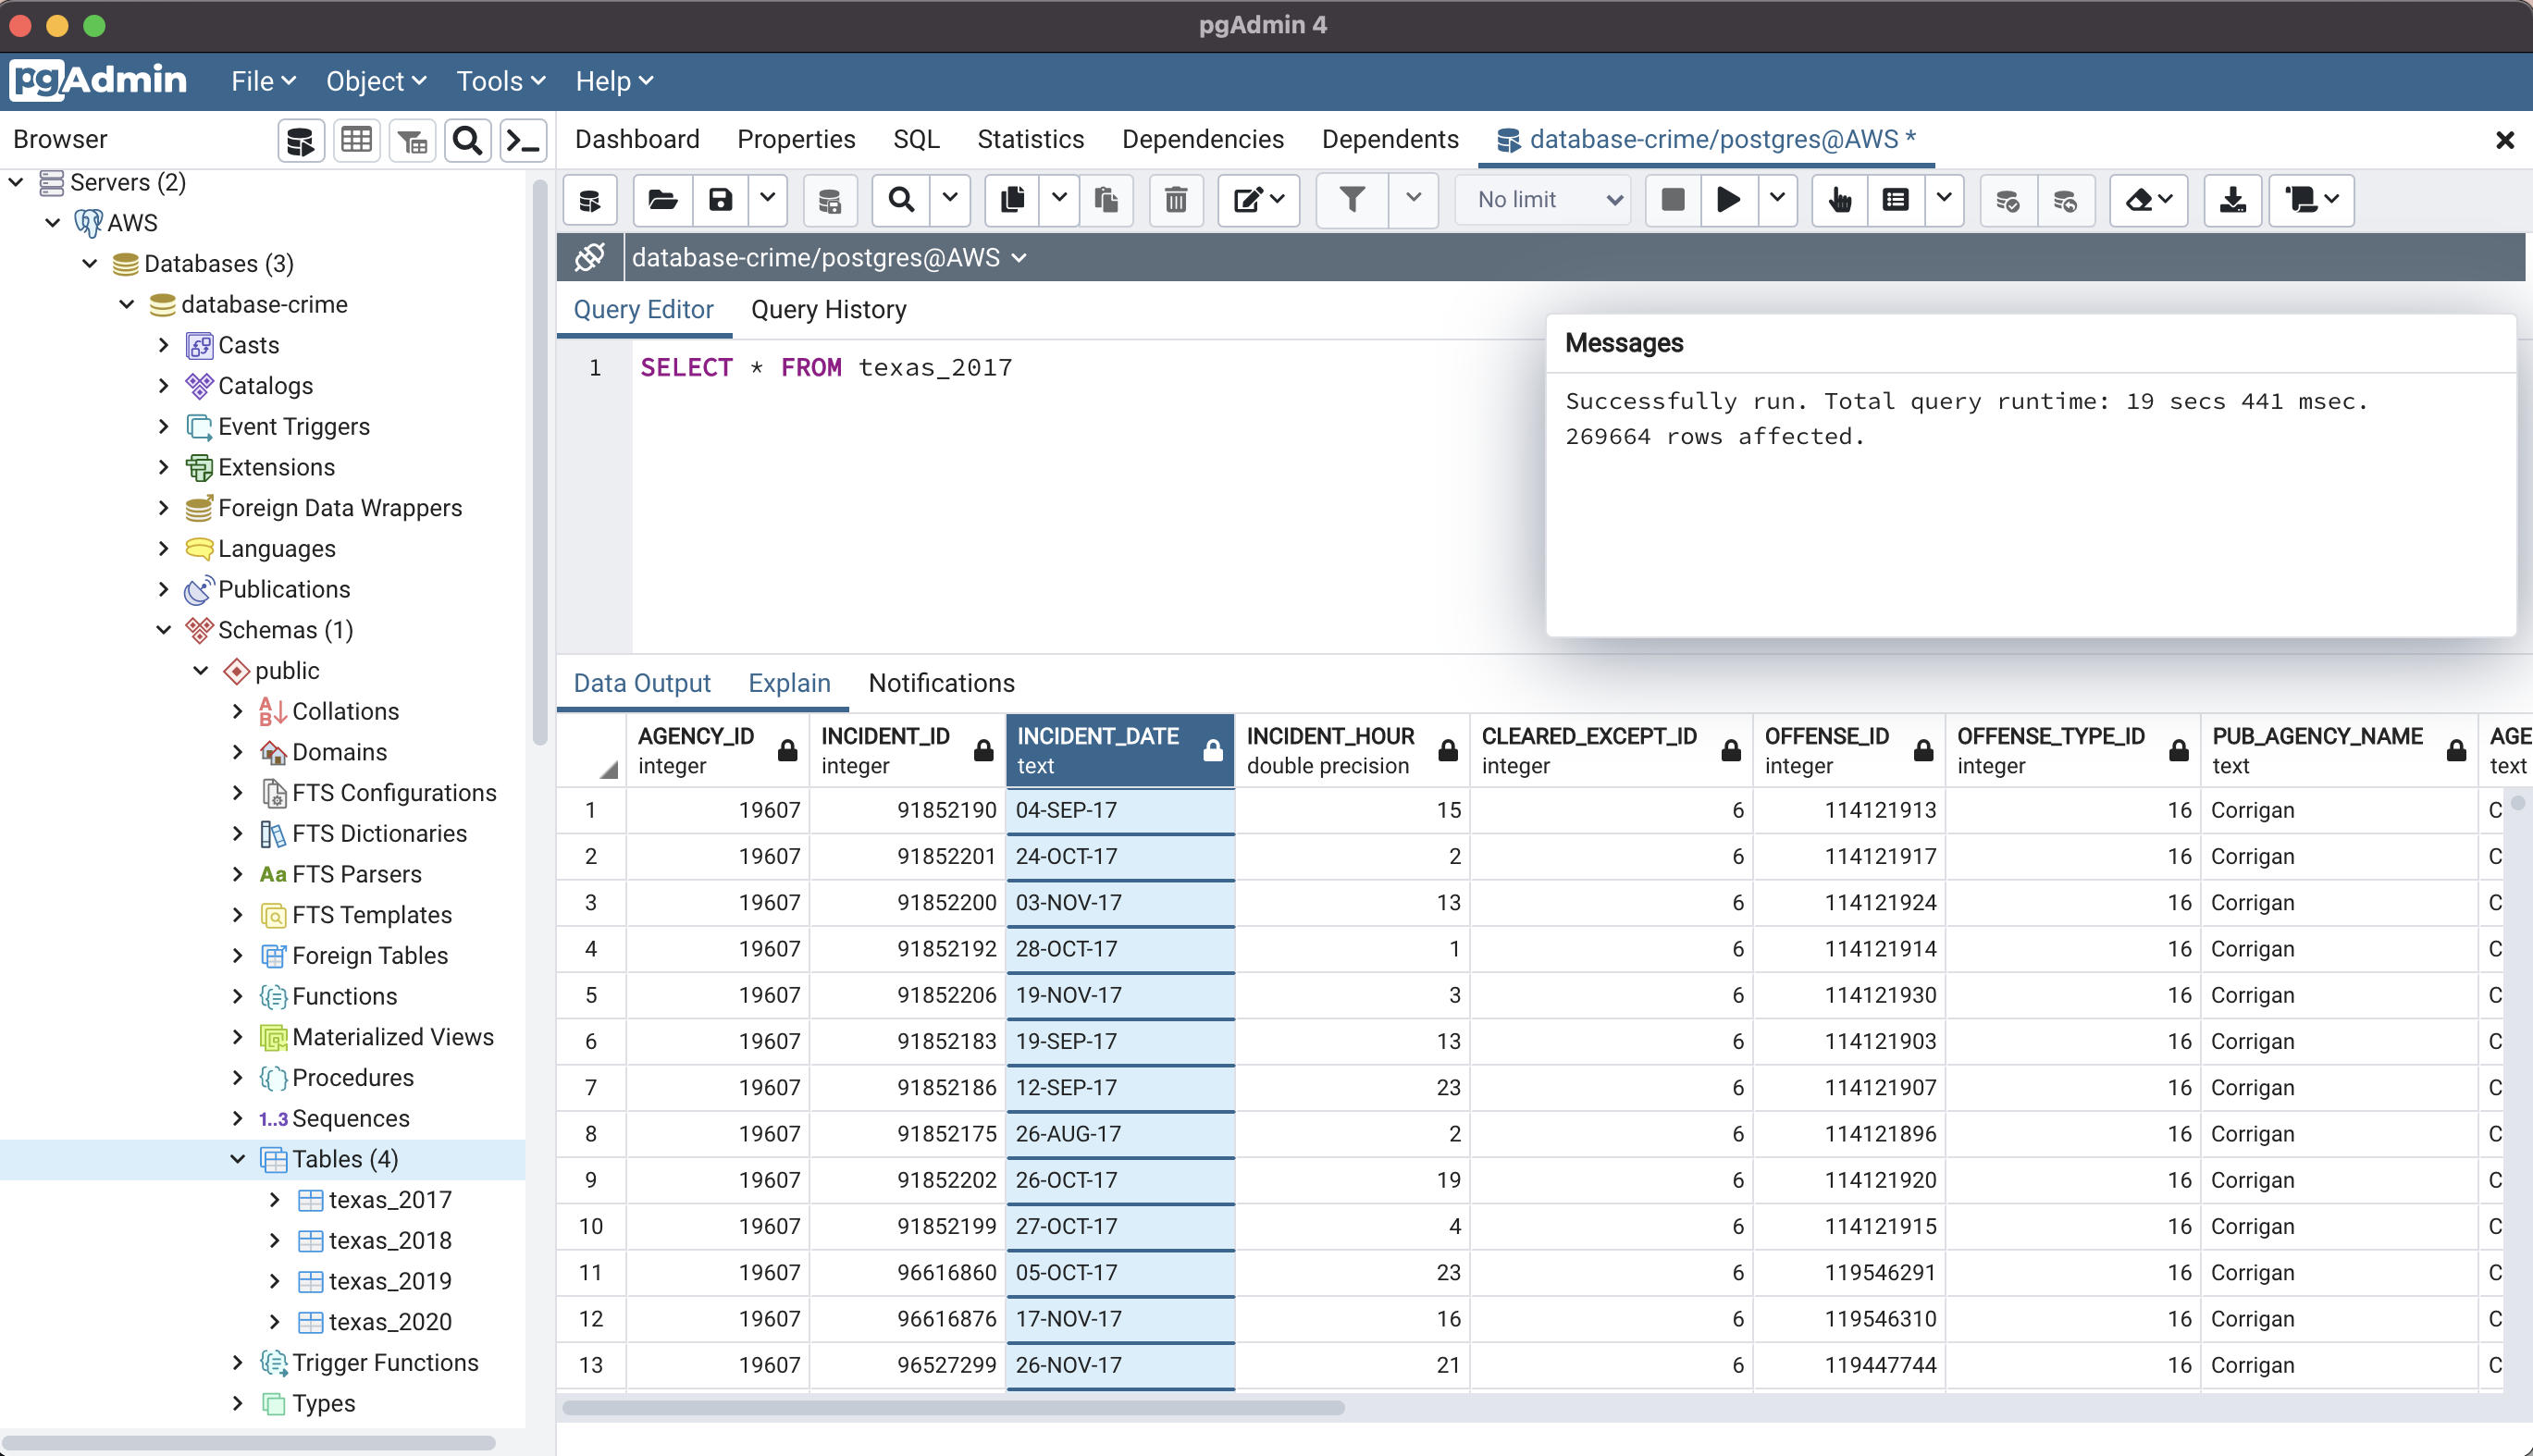 pgAdmin 4
pgAdmin File Object Tools Help
Browser
Dashboard Properties SQL Statistics Dependencies Dependents database-crime/postgres@AWS *
Servers (2)
AWS
Databases (3)
database-crime
Casts
Catalogs
Event Triggers
Extensions
Foreign Data Wrappers
Languages
Publications
Schemas (1)
public
Collations
Domains
FTS Configurations
FTS Dictionaries
Aa FTS Parsers
FTS Templates
Foreign Tables
Functions
Materialized Views
Procedures
1..3 Sequences
Tables (4)
texas_2017
texas_2018
texas_2019
texas_2020
Trigger Functions
Types
No limit
database-crime/postgres@AWS
Query Editor Query History
1 SELECT * FROM texas_2017
Messages
Successfully run. Total query runtime: 19 secs 441 msec.
269664 rows affected.
Data Output Explain Notifications
AGENCY_ID INCIDENT_ID INCIDENT_DATE INCIDENT_HOUR CLEARED_EXCEPT_ID OFFENSE_ID OFFENSE_TYPE_ID PUB_AGENCY_NAME AGE
integer integer text double precision integer integer integer text text
1 19607 91852190 04-SEP-17 15 6 114121913 16 Corrigan C
2 19607 91852201 24-OCT-17 2 6 114121917 16 Corrigan C
3 19607 91852200 03-NOV-17 13 6 114121924 16 Corrigan C
4 19607 91852192 28-OCT-17 1 6 114121914 16 Corrigan C
5 19607 91852206 19-NOV-17 3 6 114121930 16 Corrigan C
6 19607 91852183 19-SEP-17 13 6 114121903 16 Corrigan C
7 19607 91852186 12-SEP-17 23 6 114121907 16 Corrigan C
8 19607 91852175 26-AUG-17 2 6 114121896 16 Corrigan C
9 19607 91852202 26-OCT-17 19 6 114121920 16 Corrigan C
10 19607 91852199 27-OCT-17 4 6 114121915 16 Corrigan C
11 19607 96616860 05-OCT-17 23 6 119546291 16 Corrigan C
12 19607 96616876 17-NOV-17 16 6 119546310 16 Corrigan C
13 19607 96527299 26-NOV-17 21 6 119447744 16 Corrigan C